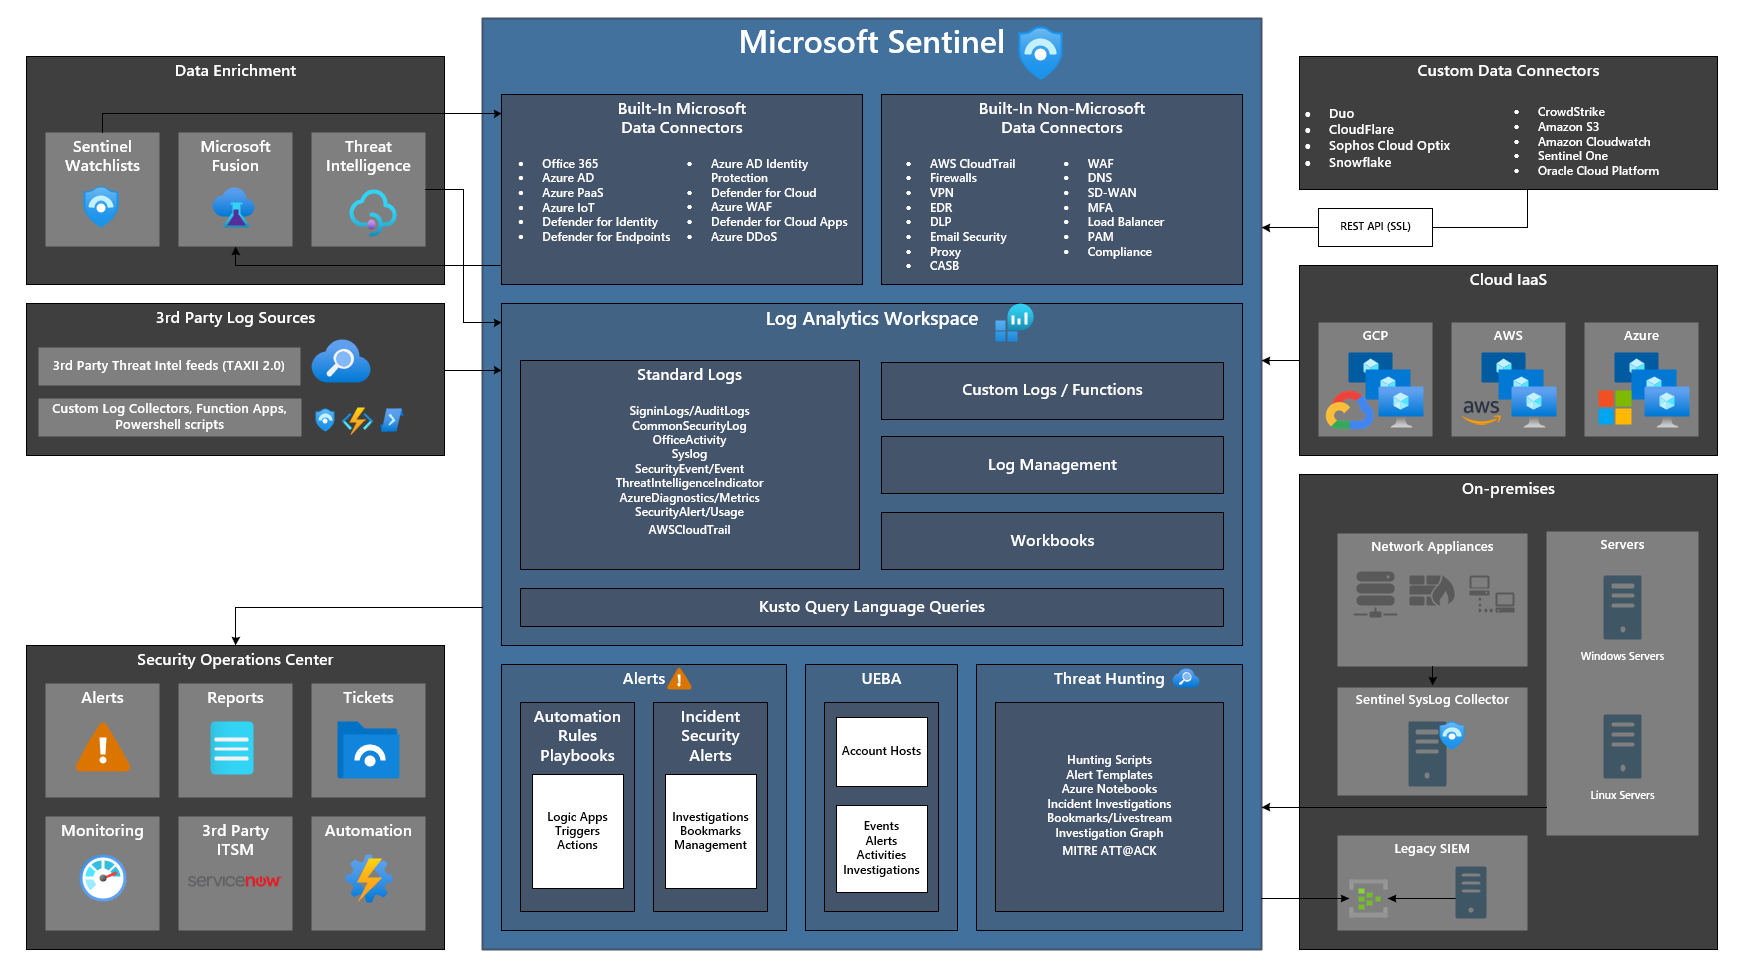 Microsoft Sentinel
Data Enrichment
Sentinel
Watchlists
Microsoft
Fusion
Threat
Intelligence
3rd Party Log Sources
3rd Party Threat Intel feeds (TAXII 2.0)
Custom Log Collectors, Function Apps,
Powershell scripts
Security Operations Center
Alerts
Reports
Tickets
Monitoring
3rd Party
ITSM
servicenow
Automation
Built-In Microsoft
Data Connectors
• Office 365
• Azure AD
• Azure PaaS
• Azure IoT
• Defender for Identity
• Defender for Endpoints
• Azure AD Identity
Protection
• Defender for Cloud
• Azure WAF
• Defender for Cloud Apps
• Azure DDoS
Built-In Non-Microsoft
Data Connectors
• AWS CloudTrail
• Firewalls
• VPN
• EDR
• DLP
• Email Security
• Proxy
• CASB
• WAF
• DNS
• SD-WAN
• MFA
• Load Balancer
• PAM
• Compliance
Log Analytics Workspace
Standard Logs
SigninLogs/AuditLogs
CommonSecurityLog
OfficeActivity
Syslog
SecurityEvent/Event
ThreatIntelligenceIndicator
AzureDiagnostics/Metrics
SecurityAlert/Usage
AWSCloudTrail
Custom Logs / Functions
Log Management
Workbooks
Kusto Query Language Queries
Alerts
Automation
Rules
Playbooks
Logic Apps
Triggers
Actions
Incident
Security
Alerts
Investigations
Bookmarks
Management
UEBA
Account Hosts
Events
Alerts
Activities
Investigations
Threat Hunting
Hunting Scripts
Alert Templates
Azure Notebooks
Incident Investigations
Bookmarks/Livestream
Investigation Graph
MITRE ATT@ACK
Custom Data Connectors
• Duo
• CloudFlare
• Sophos Cloud Optix
• Snowflake
• CrowdStrike
• Amazon S3
• Amazon Cloudwatch
• Sentinel One
• Oracle Cloud Platform
REST API (SSL)
Cloud IaaS
GCP
AWS
aws
Azure
On-premises
Network Appliances
Sentinel SysLog Collector
Servers
Windows Servers
Linux Servers
Legacy SIEM